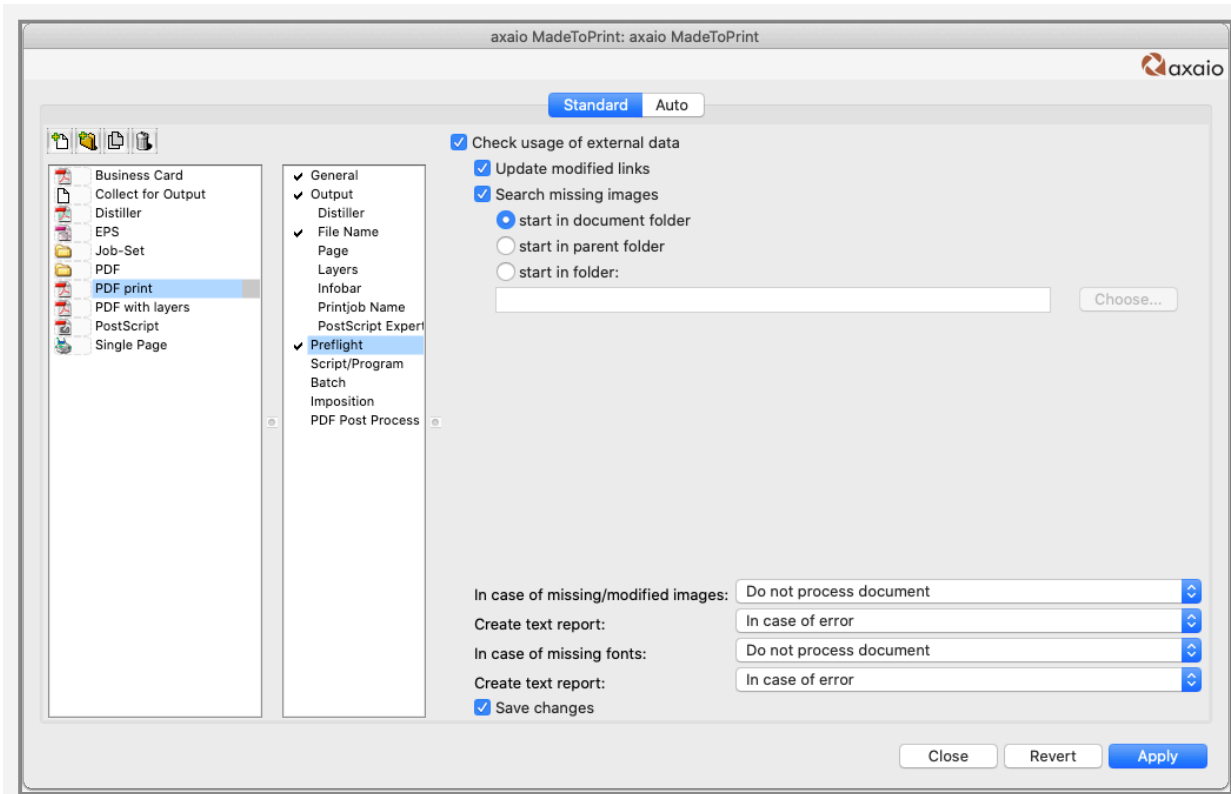 axaio MadeToPrint: axaio MadeToPrint
axaio
Standard Auto
Business Card
Collect for Output
Distiller
EPS
Job-Set
PDF
PDF print
PDF with layers
PostScript
Single Page
General
Output
Distiller
File Name
Page
Layers
Infobar
Printjob Name
PostScript Expert
Preflight
Script/Program
Batch
Imposition
PDF Post Process
Check usage of external data
Update modified links
Search missing images
start in document folder
start in parent folder
start in folder:
Choose...
In case of missing/modified images: Do not process document
Create text report: In case of error
In case of missing fonts: Do not process document
Create text report: In case of error
Save changes
Close Revert Apply